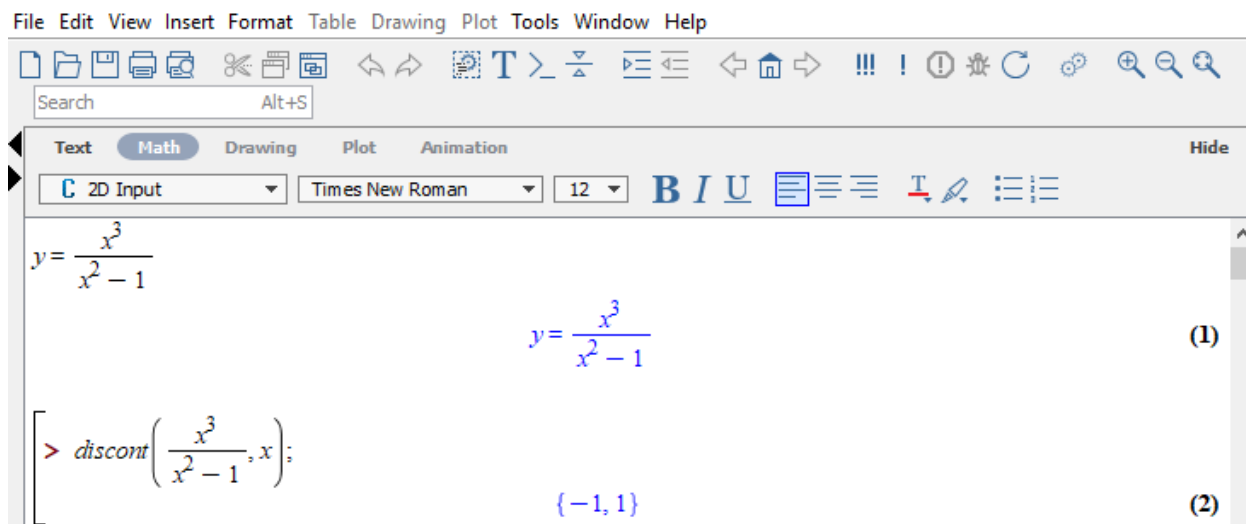 File Edit View Insert Format Table Drawing Plot Tools Window Help
Search Alt+S
Text Math Drawing Plot Animation Hide
C 2D Input Times New Roman 12 B I U
y = x^3/(x^2 − 1)
y = x^3/(x^2 − 1) (1)
> discont(x^3/(x^2 − 1), x);
{−1, 1} (2)